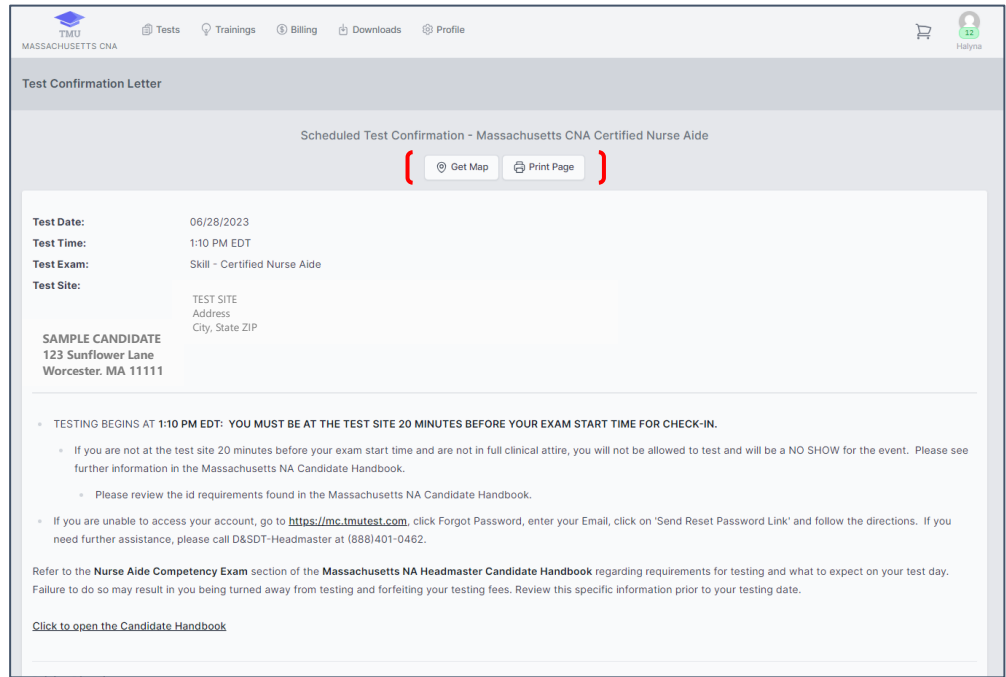 TMU
MASSACHUSETTS CNA
Tests
Trainings
Billing
Downloads
Profile
12
Halyna
Test Confirmation Letter
Scheduled Test Confirmation - Massachusetts CNA Certified Nurse Aide
Get Map
Print Page
Test Date: 06/28/2023
Test Time: 1:10 PM EDT
Test Exam: Skill - Certified Nurse Aide
Test Site:
TEST SITE
Address
City, State ZIP
SAMPLE CANDIDATE
123 Sunflower Lane
Worcester. MA 11111
TESTING BEGINS AT 1:10 PM EDT: YOU MUST BE AT THE TEST SITE 20 MINUTES BEFORE YOUR EXAM START TIME FOR CHECK-IN.
If you are not at the test site 20 minutes before your exam start time and are not in full clinical attire, you will not be allowed to test and will be a NO SHOW for the event. Please see
further information in the Massachusetts NA Candidate Handbook.
Please review the id requirements found in the Massachusetts NA Candidate Handbook.
If you are unable to access your account, go to https://mc.tmutest.com, click Forgot Password, enter your Email, click on 'Send Reset Password Link' and follow the directions. If you
need further assistance, please call D&SDT-Headmaster at (888)401-0462.
Refer to the Nurse Aide Competency Exam section of the Massachusetts NA Headmaster Candidate Handbook regarding requirements for testing and what to expect on your test day.
Failure to do so may result in you being turned away from testing and forfeiting your testing fees. Review this specific information prior to your testing date.
Click to open the Candidate Handbook